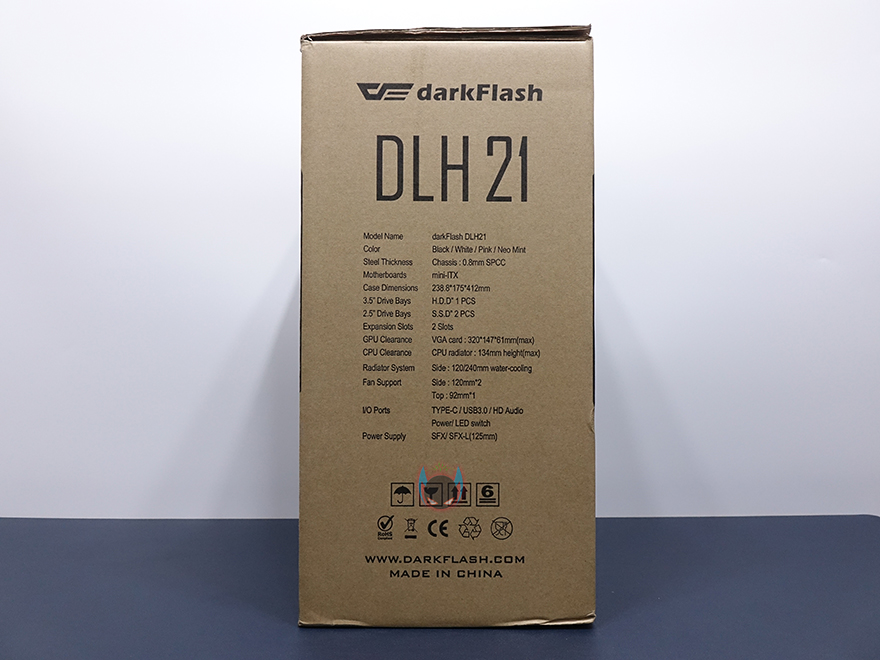 darkFlash
DLH 21
Model Name darkFlash DLH21
Color Black / White / Pink / Neo Mint
Steel Thickness Chassis : 0.8mm SPCC
Motherboards mini-ITX
Case Dimensions 238.8*175*412mm
3.5" Drive Bays H.D.D* 1 PCS
2.5" Drive Bays S.S.D* 2 PCS
Expansion Slots 2 Slots
GPU Clearance VGA card : 320*147*61mm(max)
CPU Clearance CPU radiator : 134mm height(max)
Radiator System Side : 120/240mm water-cooling
Fan Support Side : 120mm*2
Top : 92mm*1
I/O Ports TYPE-C / USB3.0 / HD Audio
Power/ LED switch
Power Supply SFX/ SFX-L(125mm)
6
RoHS
Compliant
CE
WWW.DARKFLASH.COM
MADE IN CHINA